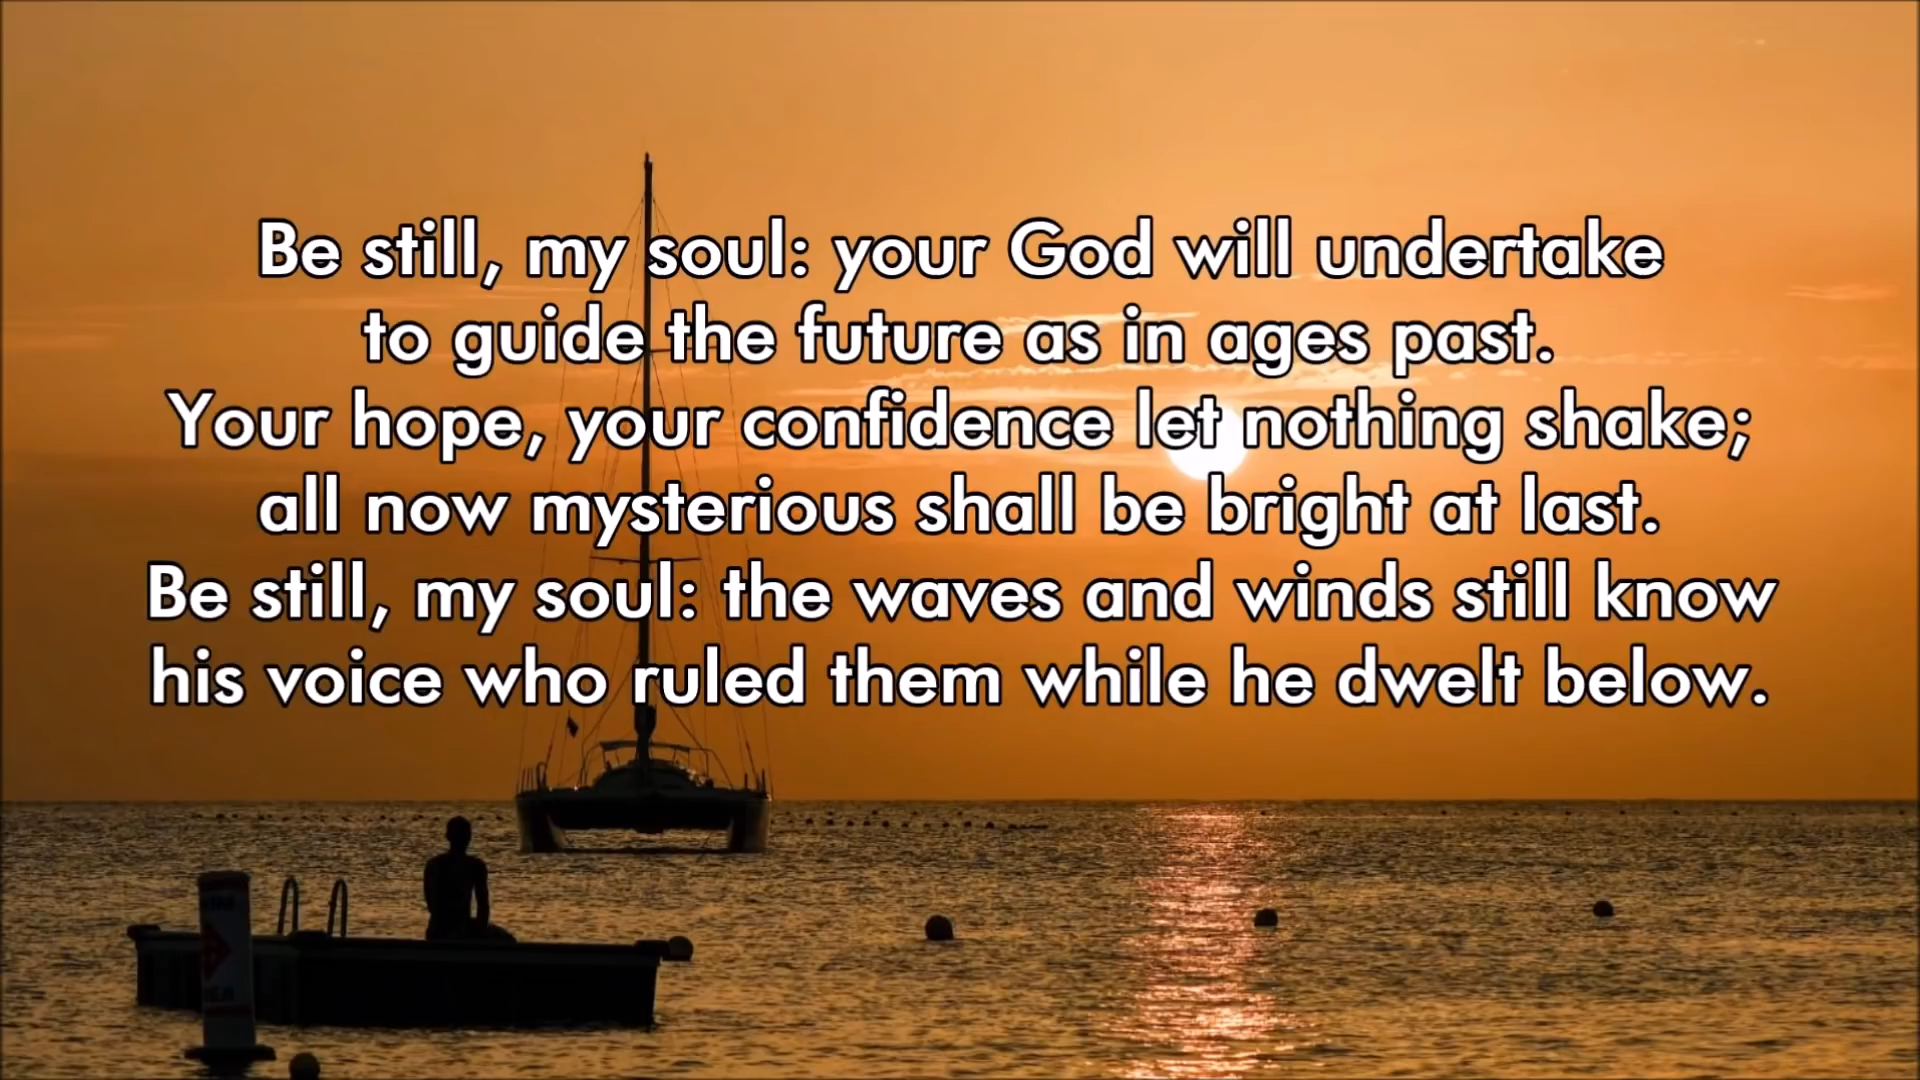 Be still, my soul: your God will undertake
to guide the future as in ages past.
Your hope, your confidence let nothing shake;
all now mysterious shall be bright at last.
Be still, my soul: the waves and winds still know
his voice who ruled them while he dwelt below.